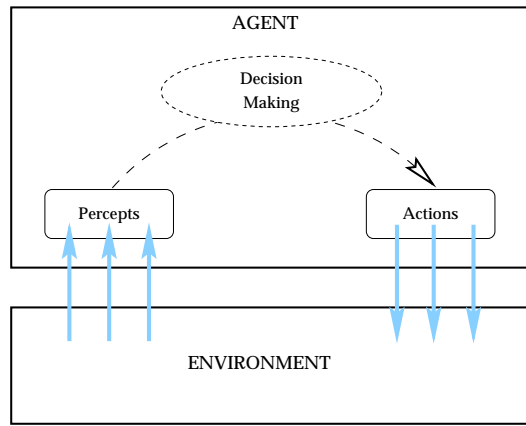 AGENT
Decision
Making
Percepts
Actions
ENVIRONMENT